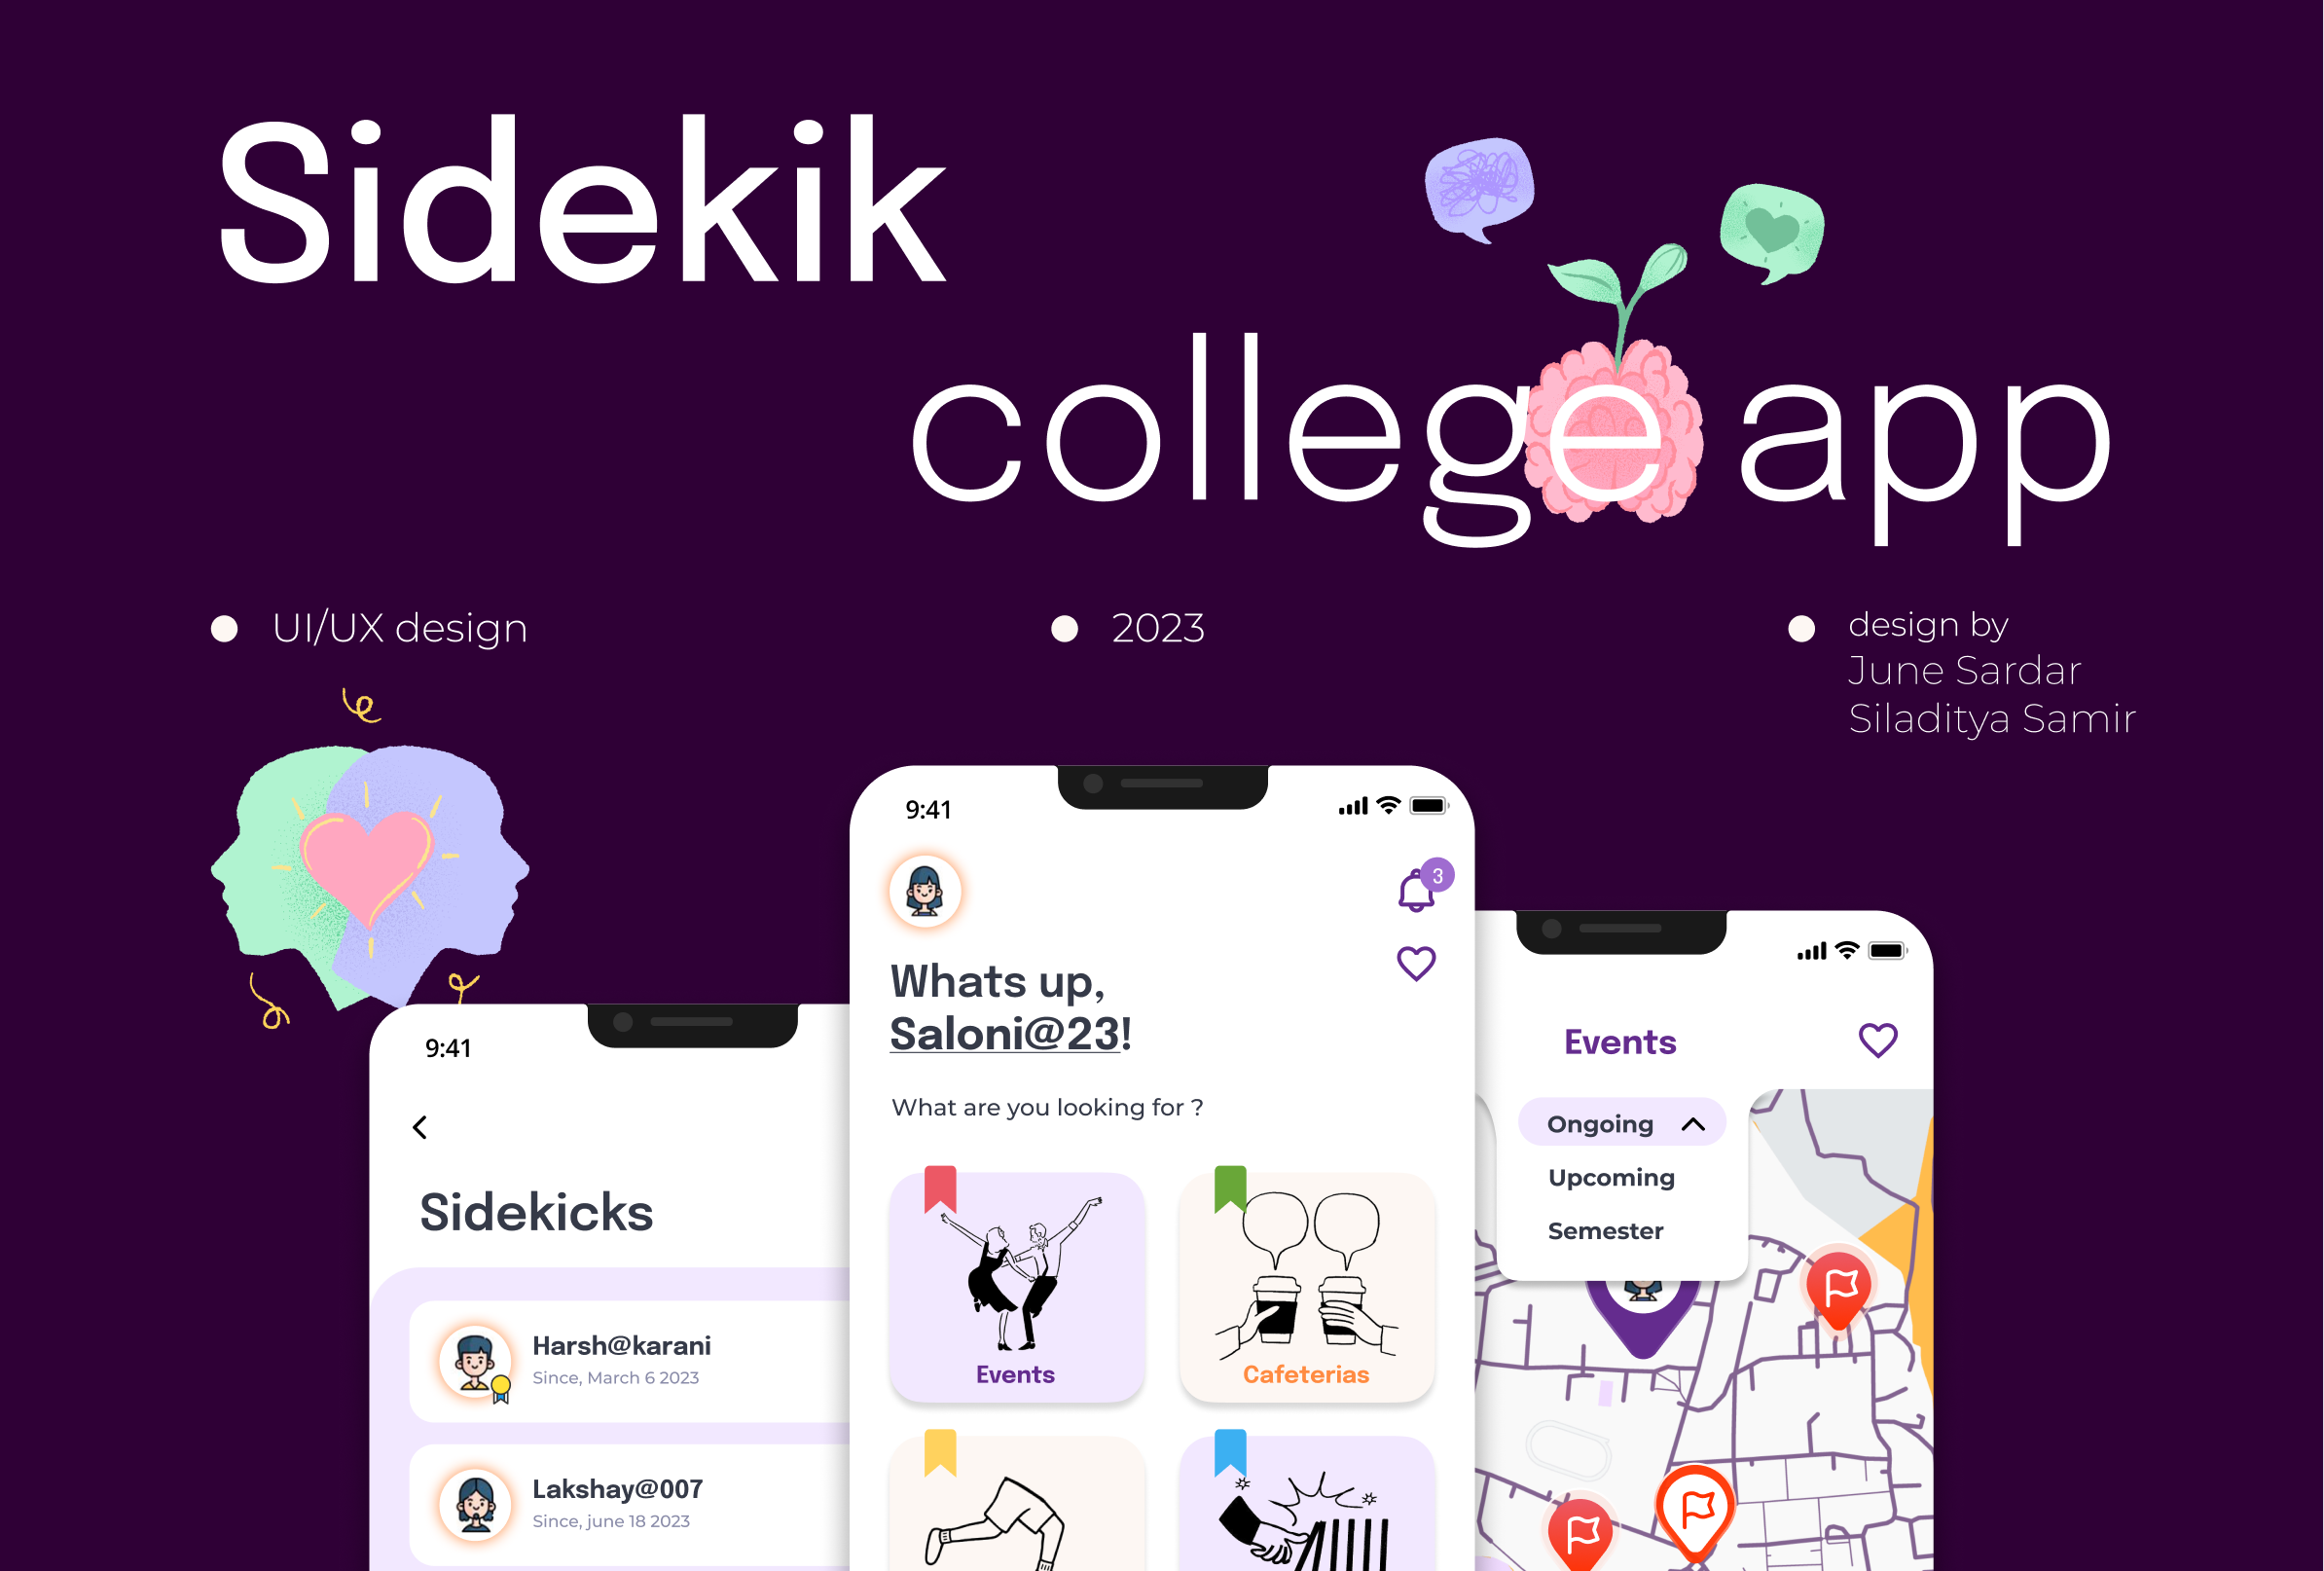 Sidekik
college app
UI/UX design
2023
design by
June Sardar
Siladitya Samir
9:41
Sidekicks
Harsh@karani
Since, March 6 2023
Lakshay@007
Since, june 18 2023
9:41
3
Whats up,
Saloni@23!
What are you looking for ?
Events
Cafeterias
Events
Ongoing
Upcoming
Semester